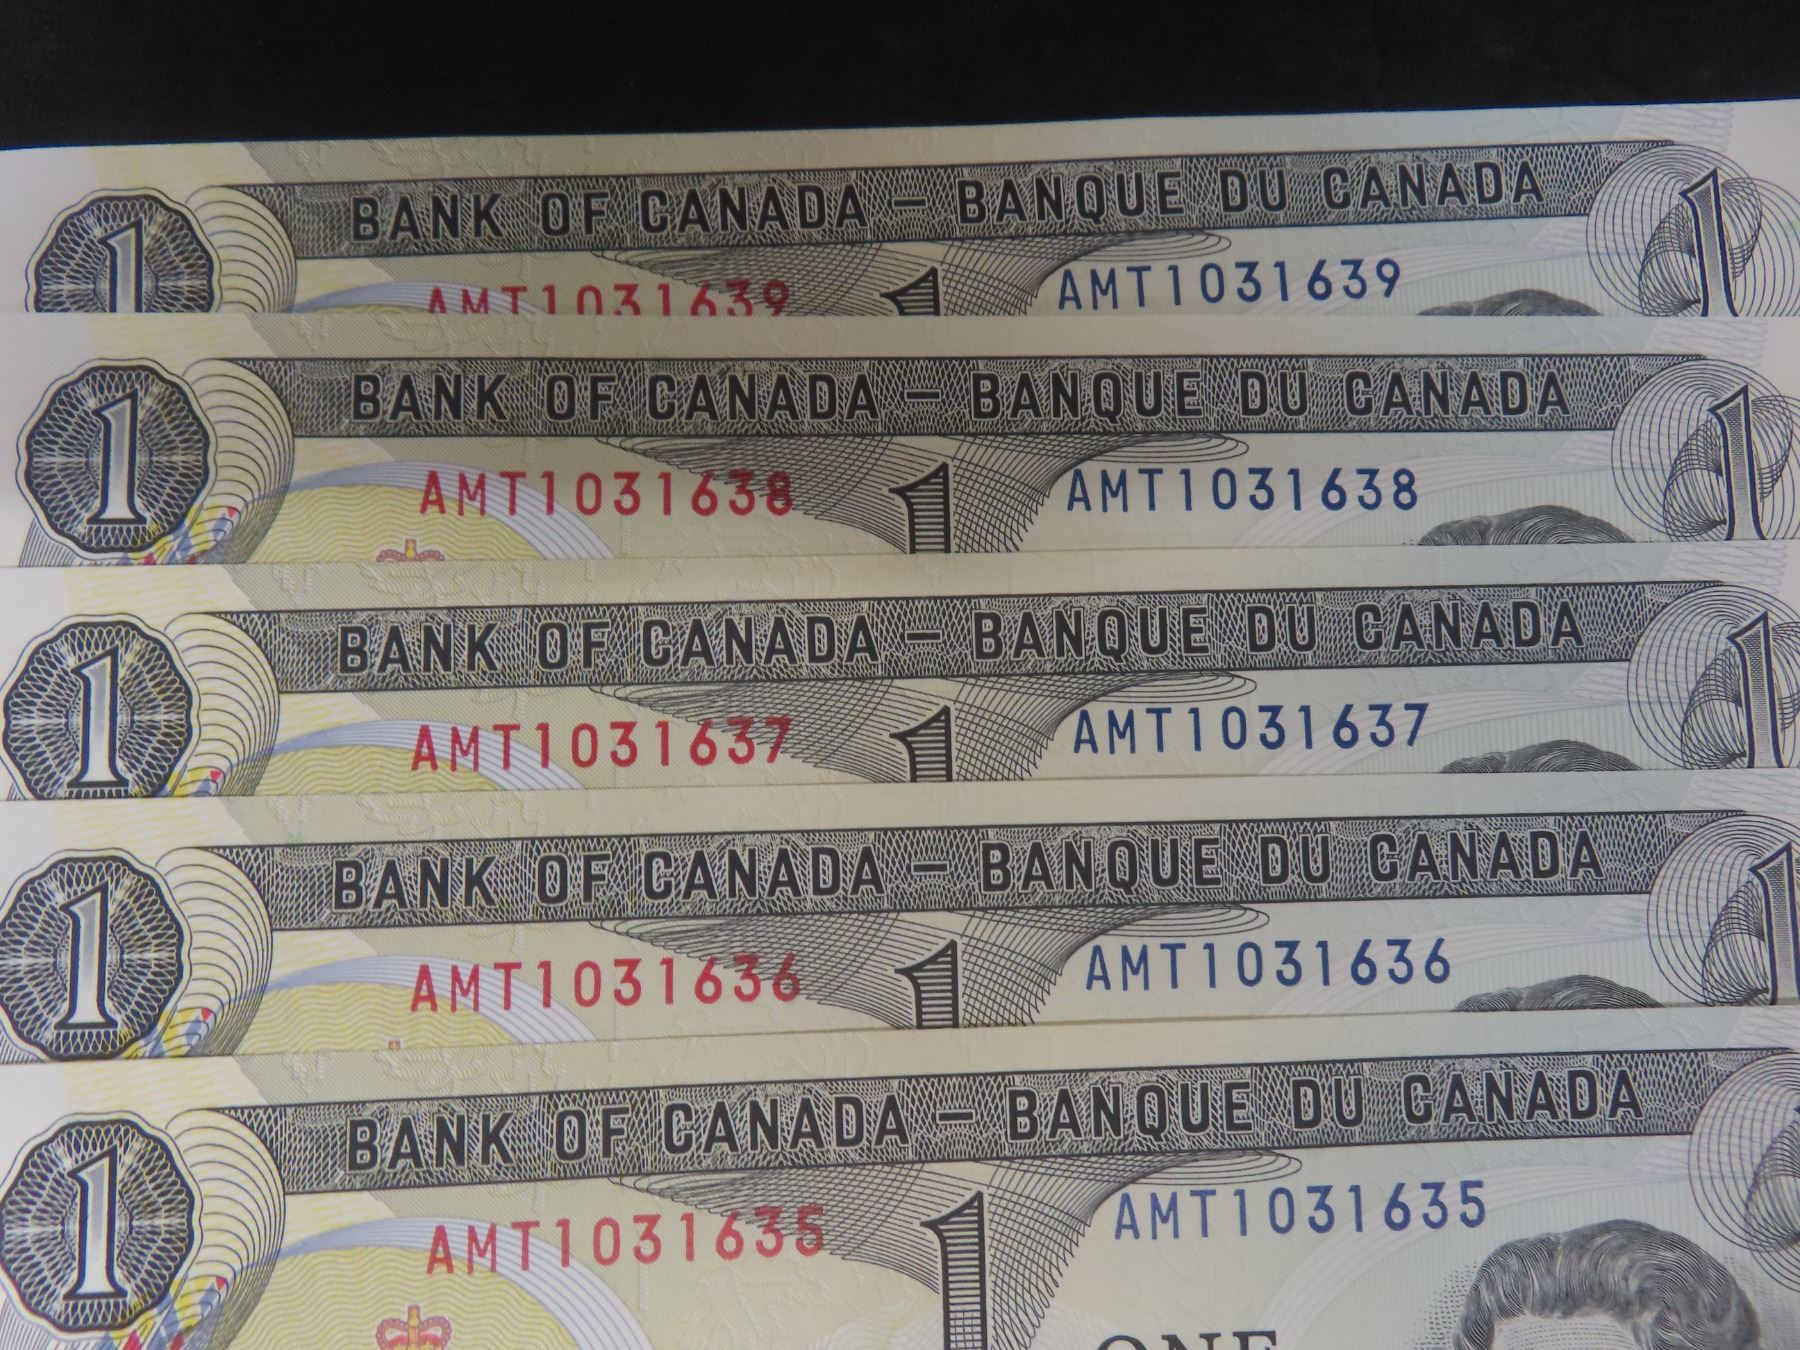 1 BANK OF CANADA – BANQUE DU CANADA 1
AMT1031639 1 AMT1031639
1 BANK OF CANADA – BANQUE DU CANADA 1
AMT1031638 1 AMT1031638
1 BANK OF CANADA – BANQUE DU CANADA 1
AMT1031637 1 AMT1031637
1 BANK OF CANADA – BANQUE DU CANADA 1
AMT1031636 1 AMT1031636
1 BANK OF CANADA – BANQUE DU CANADA
AMT1031635 1 AMT1031635
ONE